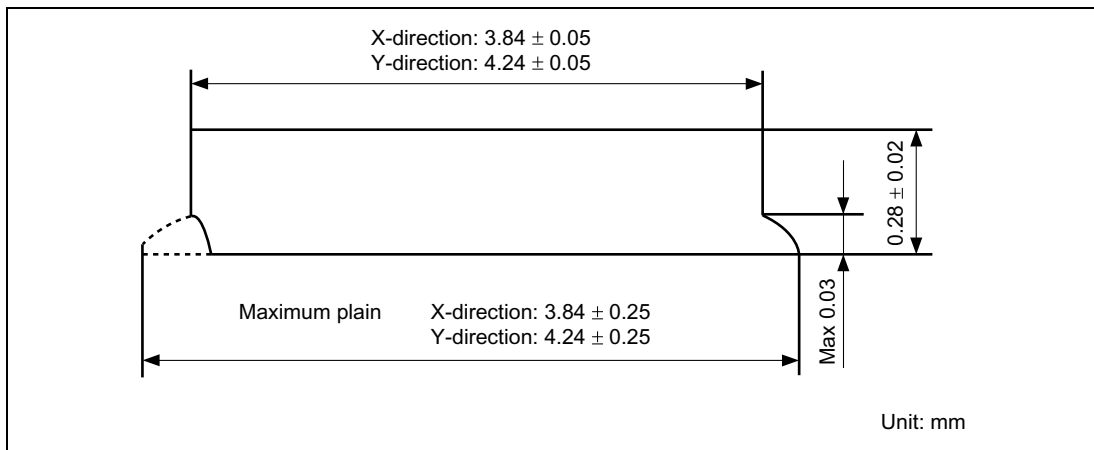 X-direction: 3.84 ± 0.05
Y-direction: 4.24 ± 0.05
0.28 ± 0.02
Max 0.03
Maximum plain X-direction: 3.84 ± 0.25
Y-direction: 4.24 ± 0.25
Unit: mm